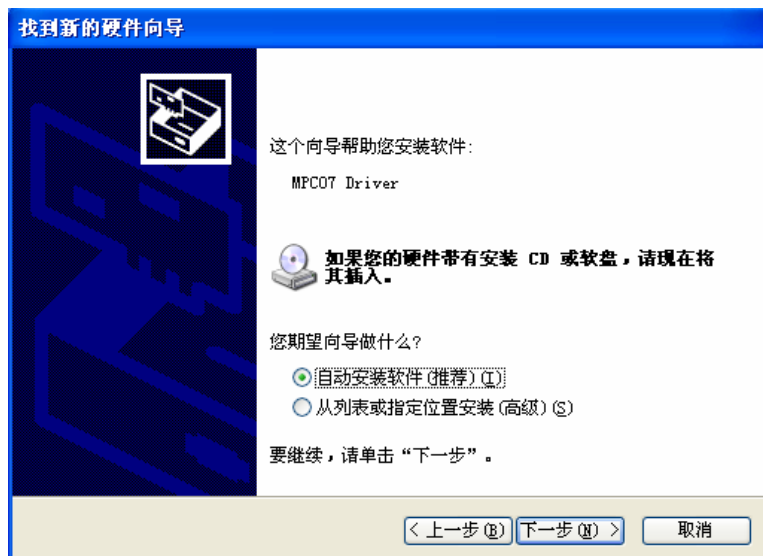 找到新的硬件向导
这个向导帮助您安装软件:
MPC07 Driver
如果您的硬件带有安装 CD 或软盘，请现在将
其插入。
您期望向导做什么?
自动安装软件(推荐)(I)
从列表或指定位置安装(高级)(S)
要继续，请单击“下一步”。
< 上一步(B) 下一步(N) > 取消